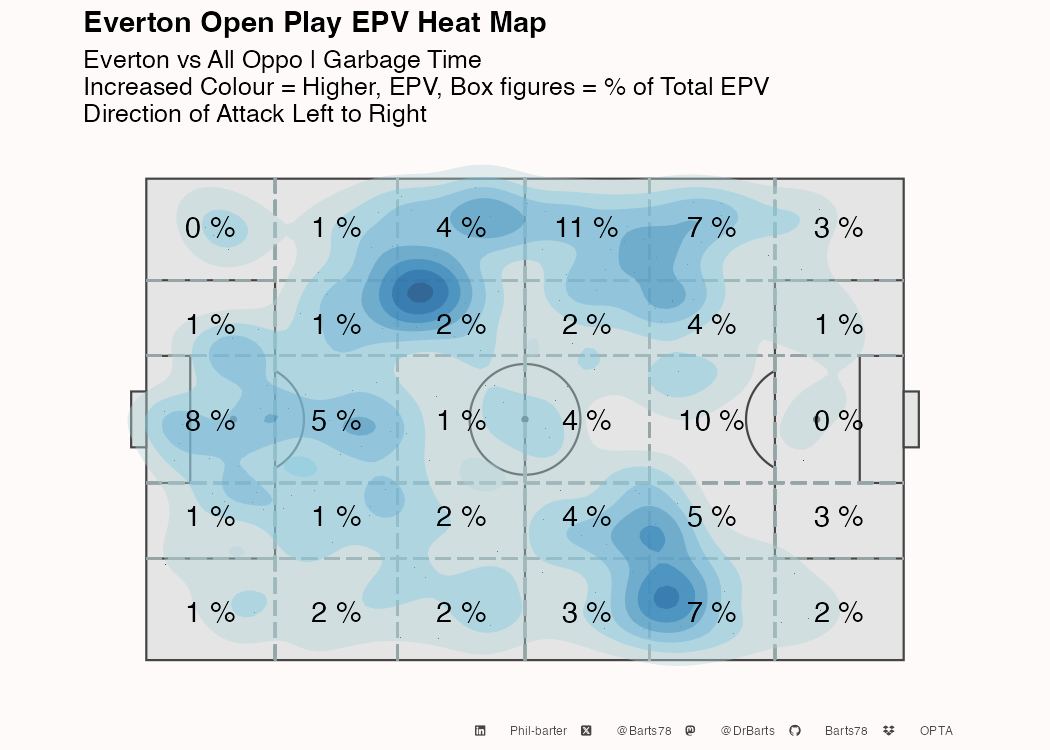 Everton Open Play EPV Heat Map
Everton vs All Oppo | Garbage Time
Increased Colour = Higher, EPV, Box figures = % of Total EPV
Direction of Attack Left to Right
0 % 1 % 4 % 11 % 7 % 3 %
1 % 1 % 2 % 2 % 4 % 1 %
8 % 5 % 1 % 4 % 10 % 0 %
1 % 1 % 2 % 4 % 5 % 3 %
1 % 2 % 2 % 3 % 7 % 2 %
Phil-barter @Barts78 @DrBarts Barts78 OPTA